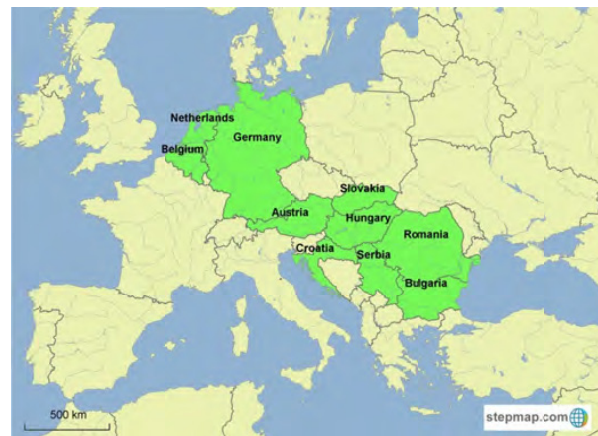 Netherlands
Germany
Belgium
Slovakia
Austria
Hungary
Romania
Croatia
Serbia
Bulgaria
500 km
stepmap.com